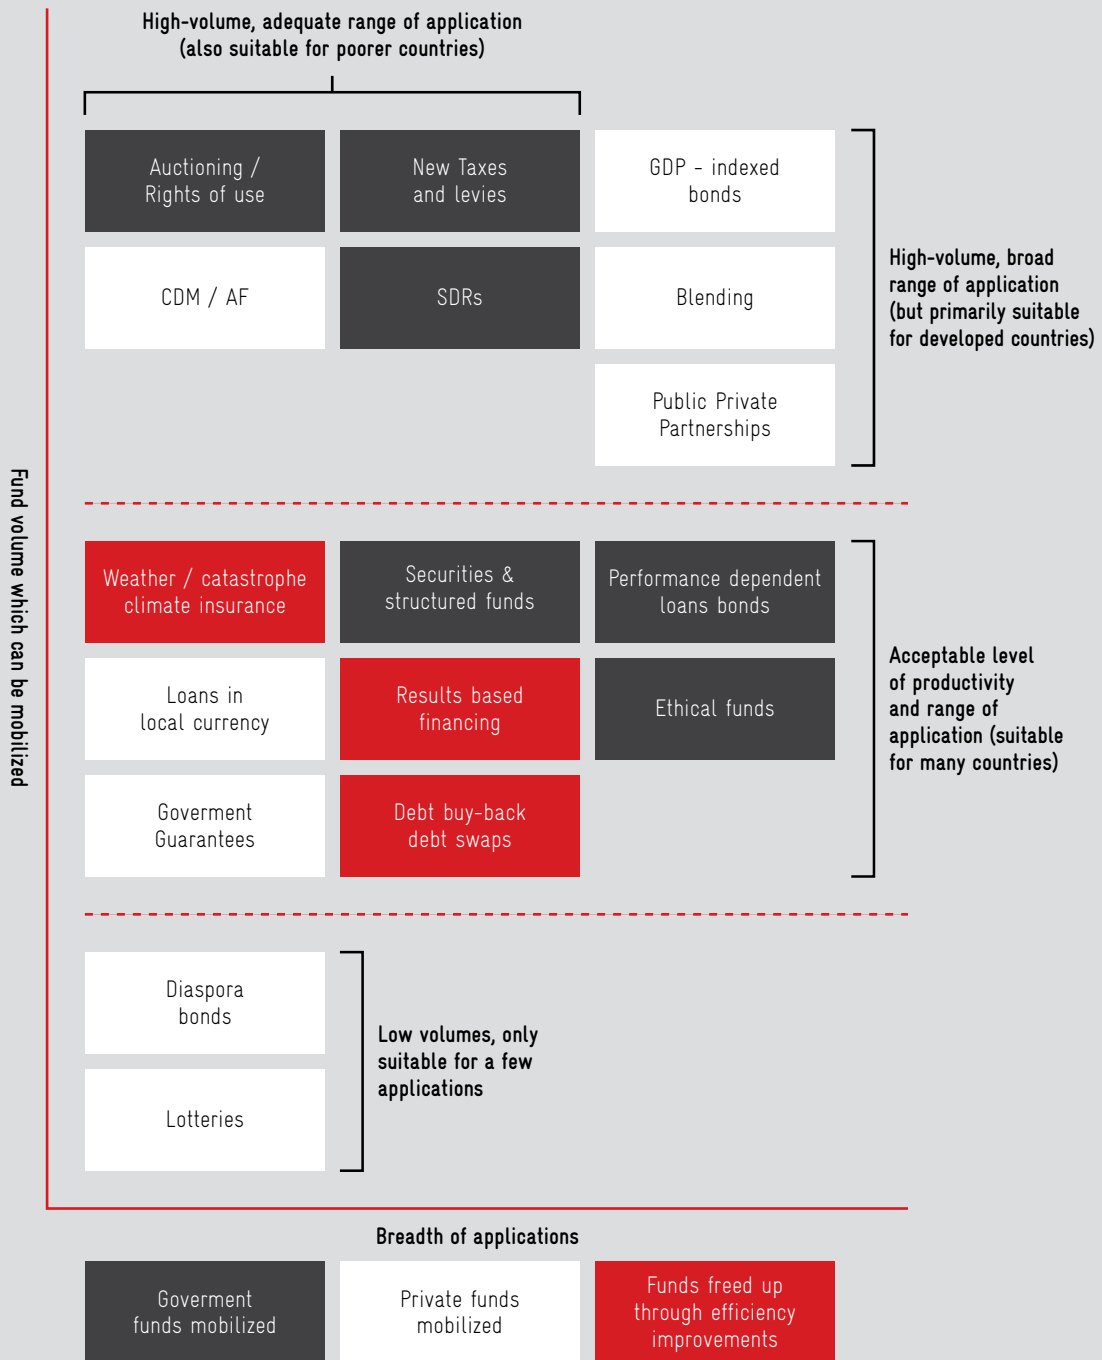 High-volume, adequate range of application
(also suitable for poorer countries)
Auctioning /
Rights of use
New Taxes
and levies
GDP - indexed
bonds
CDM / AF
SDRs
Blending
Public Private
Partnerships
High-volume, broad
range of application
(but primarily suitable
for developed countries)
Fund volume which can be mobilized
Weather / catastrophe
climate insurance
Securities &
structured funds
Performance dependent
loans bonds
Loans in
local currency
Results based
financing
Ethical funds
Goverment
Guarantees
Debt buy-back
debt swaps
Acceptable level
of productivity
and range of
application (suitable
for many countries)
Diaspora
bonds
Lotteries
Low volumes, only
suitable for a few
applications
Breadth of applications
Goverment
funds mobilized
Private funds
mobilized
Funds freed up
through efficiency
improvements